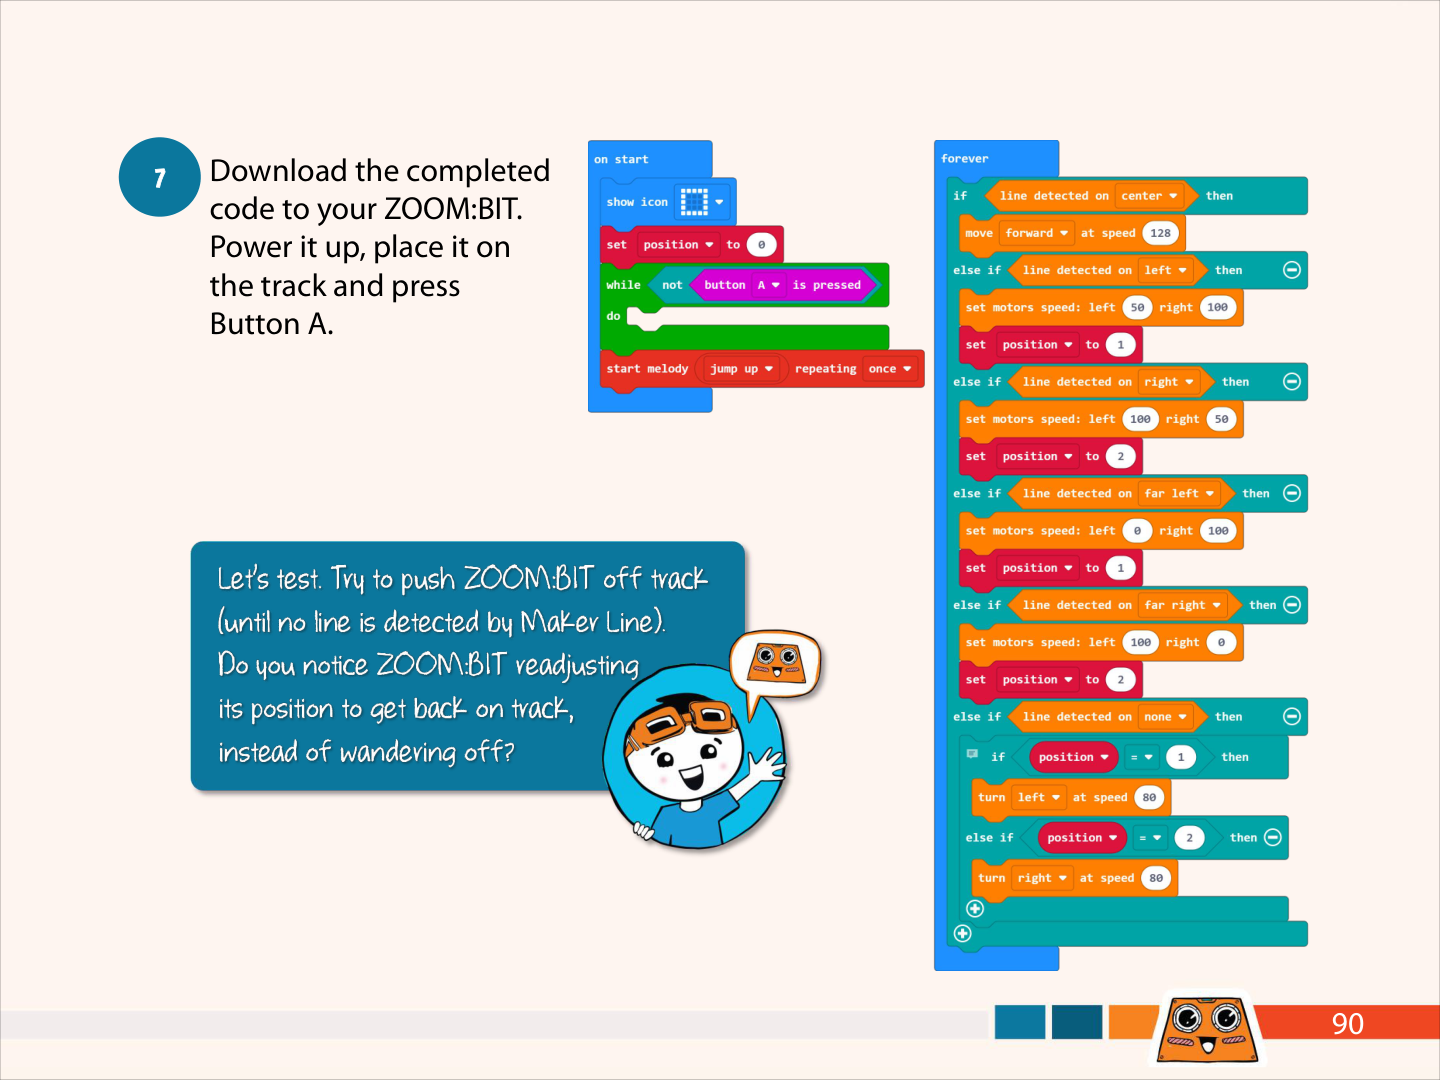 7
Download the completed
code to your ZOOM:BIT.
Power it up, place it on
the track and press
Button A.
on start
show icon
set position to 0
while not button A is pressed
do
start melody jump up repeating once
forever
if line detected on center then
move forward at speed 128
else if line detected on left then
set motors speed: left 50 right 100
set position to 1
else if line detected on right then
set motors speed: left 100 right 50
set position to 2
else if line detected on far left then
set motors speed: left 0 right 100
set position to 1
else if line detected on far right then
set motors speed: left 100 right 0
set position to 2
else if line detected on none then
if position = 1 then
turn left at speed 80
else if position = 2 then
turn right at speed 80
Let's test. Try to push ZOOM:BIT off track
(until no line is detected by Maker Line).
Do you notice ZOOM:BIT readjusting
its position to get back on track,
instead of wandering off?
90